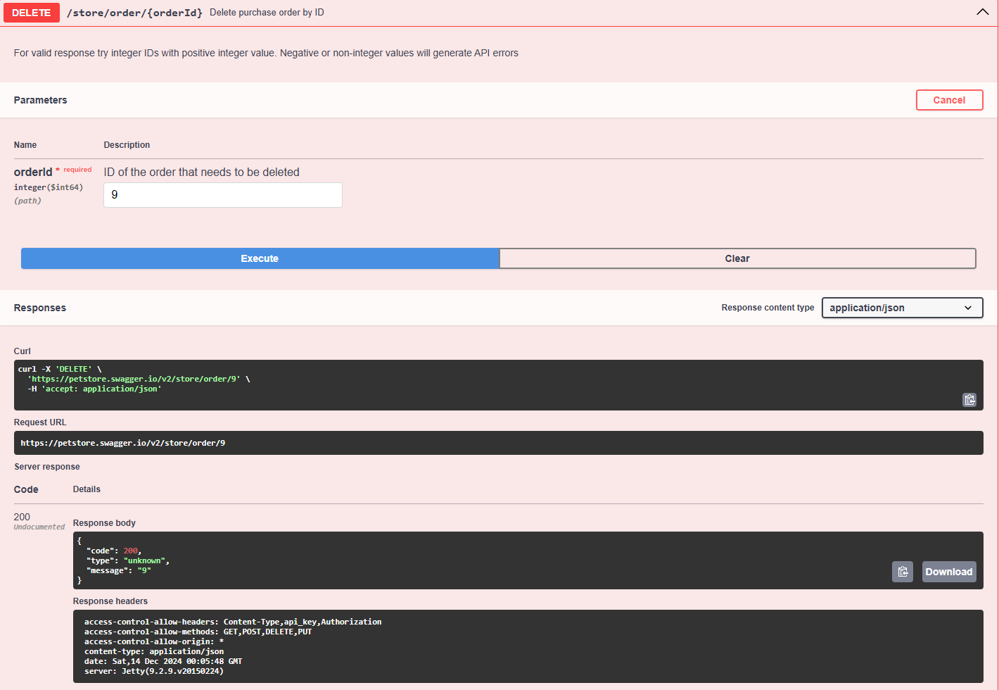 DELETE /store/order/{orderId} Delete purchase order by ID
For valid response try integer IDs with positive integer value. Negative or non-integer values will generate API errors
Parameters Cancel
Name Description
orderId * required ID of the order that needs to be deleted
integer($int64)
(path)
9
Execute Clear
Responses Response content type application/json
Curl
curl -X 'DELETE' \
  'https://petstore.swagger.io/v2/store/order/9' \
  -H 'accept: application/json'
Request URL
https://petstore.swagger.io/v2/store/order/9
Server response
Code Details
200
Undocumented
Response body
{
  "code": 200,
  "type": "unknown",
  "message": "9"
}
Download
Response headers
access-control-allow-headers: Content-Type,api_key,Authorization
access-control-allow-methods: GET,POST,DELETE,PUT
access-control-allow-origin: *
content-type: application/json
date: Sat,14 Dec 2024 00:05:48 GMT
server: Jetty(9.2.9.v20150224)